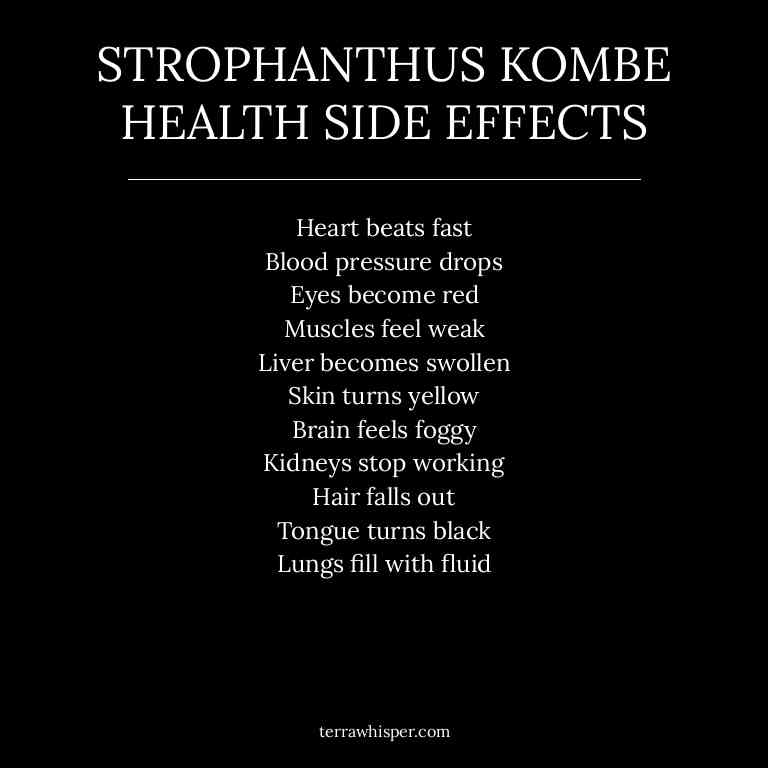 STROPHANTHUS KOMBE
HEALTH SIDE EFFECTS
Heart beats fast
Blood pressure drops
Eyes become red
Muscles feel weak
Liver becomes swollen
Skin turns yellow
Brain feels foggy
Kidneys stop working
Hair falls out
Tongue turns black
Lungs fill with fluid
terrawhisper.com